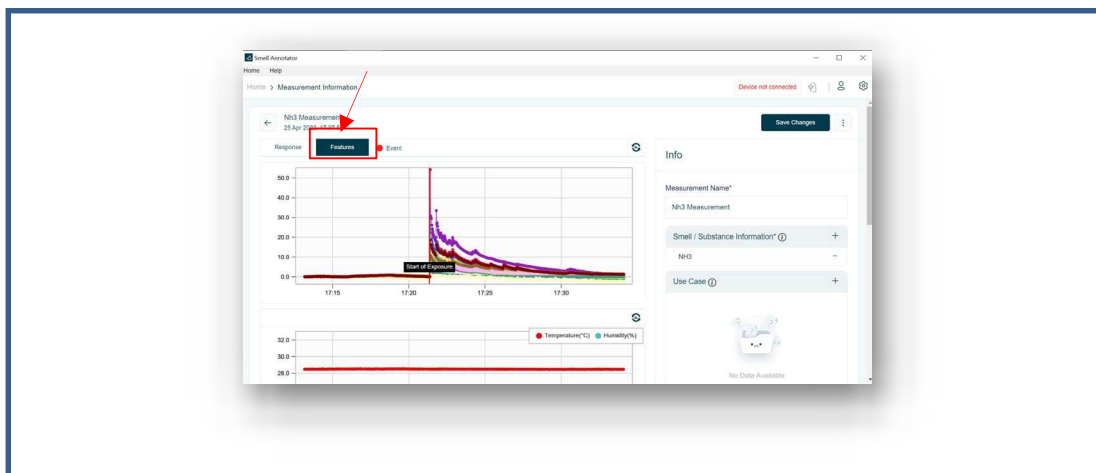 Smell Annotator
Home Help
Home > Measurement Information
Device not connected
Nh3 Measurement
25 Apr
Save Changes
Response Features Event
Info
50.0
40.0
30.0
20.0
10.0
0.0
Start of Exposure
17:15 17:20 17:25 17:30
Measurement Name*
Nh3 Measurement
Smell / Substance Information* +
NH3 −
Use Case +
Temperature(°C) Humidity(%)
32.0
30.0
28.0
No Data Available